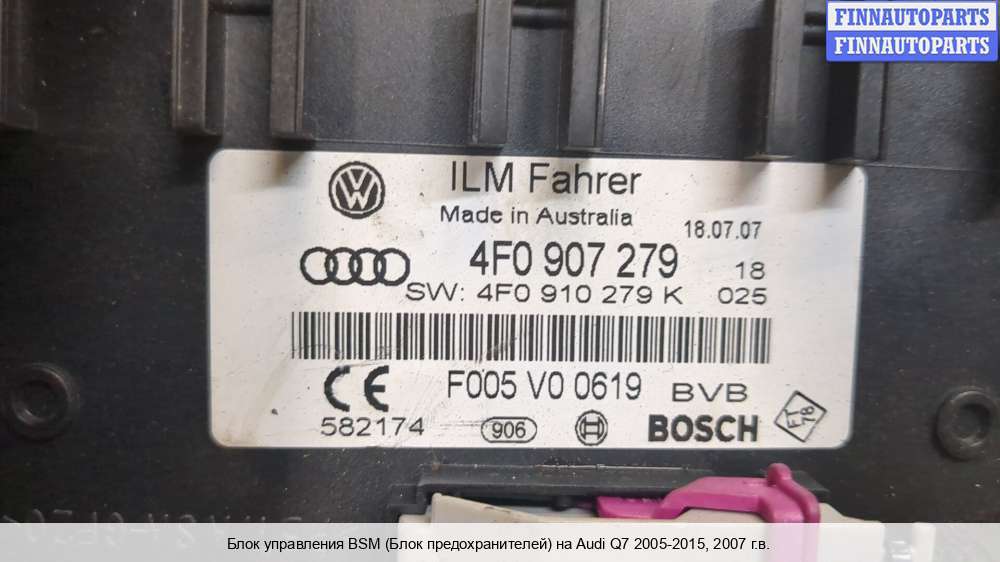 FINNAUTOPARTS
FINNAUTOPARTS
ILM Fahrer
Made in Australia
18.07.07
4F0 907 279 18
SW: 4F0 910 279 K 025
F005 V0 0619 BVB
CE
582174 906 BOSCH
Блок управления BSM (Блок предохранителей) на Audi Q7 2005-2015, 2007 г.в.